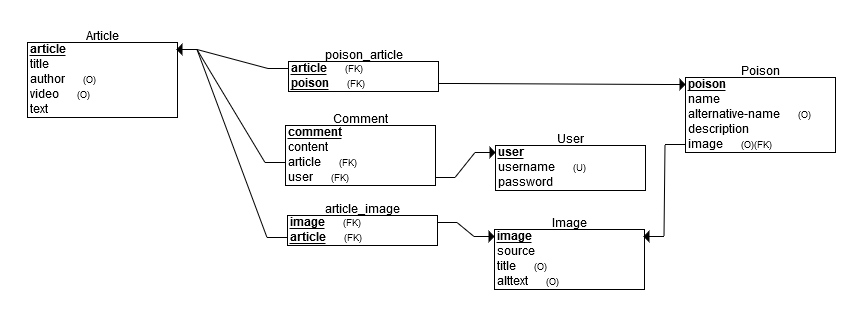 Article
article
title
author (O)
video (O)
text
poison_article
article (FK)
poison (FK)
Poison
poison
name
alternative-name (O)
description
image (O)(FK)
Comment
comment
content
article (FK)
user (FK)
User
user
username (U)
password
article_image
image (FK)
article (FK)
Image
image
source
title (O)
alttext (O)